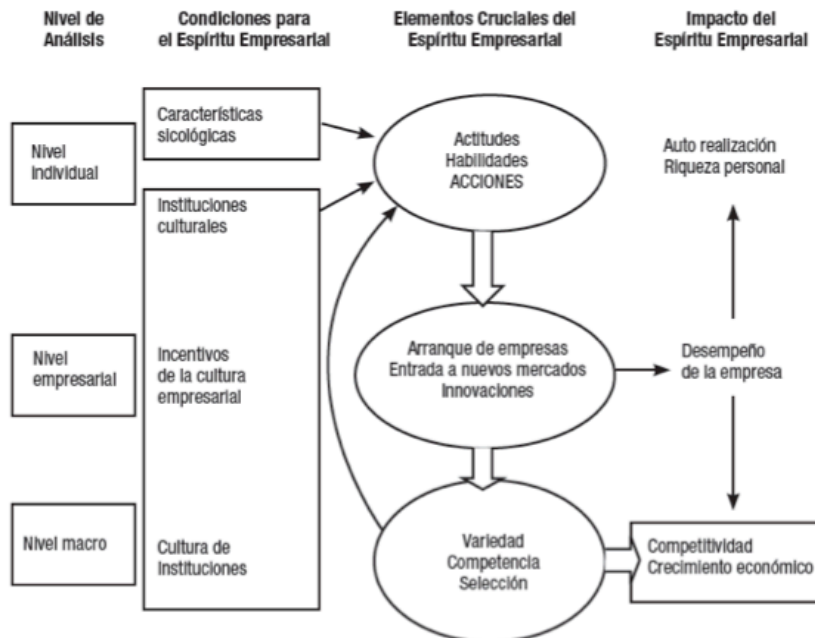 Nivel de
Análisis
Condiciones para
el Espíritu Empresarial
Elementos Cruciales del
Espíritu Empresarial
Impacto del
Espíritu Empresarial
Nivel
Individual
Características
sicológicas
Actitudes
Habilidades
ACCIONES
Auto realización
Riqueza personal
Instituciones
culturales
Nivel
empresarial
Incentivos
de la cultura
empresarial
Arranque de empresas
Entrada a nuevos mercados
Innovaciones
Desempeño
de la empresa
Nivel macro
Cultura de
Instituciones
Variedad
Competencia
Selección
Competitividad
Crecimiento económico